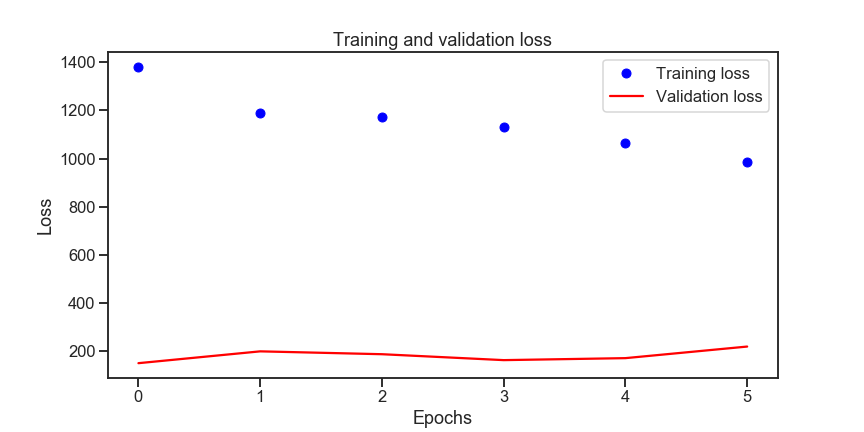 Training and validation loss
Training loss
Validation loss
1400
1200
1000
800
600
400
200
Loss
0 1 2 3 4 5
Epochs